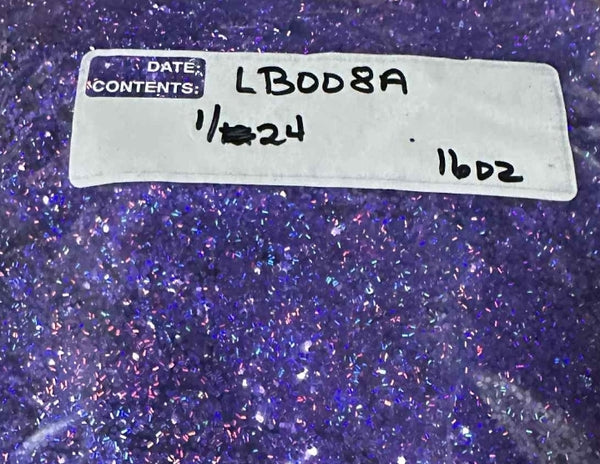 DATE:
CONTENTS: LB008A
1/24
16oz